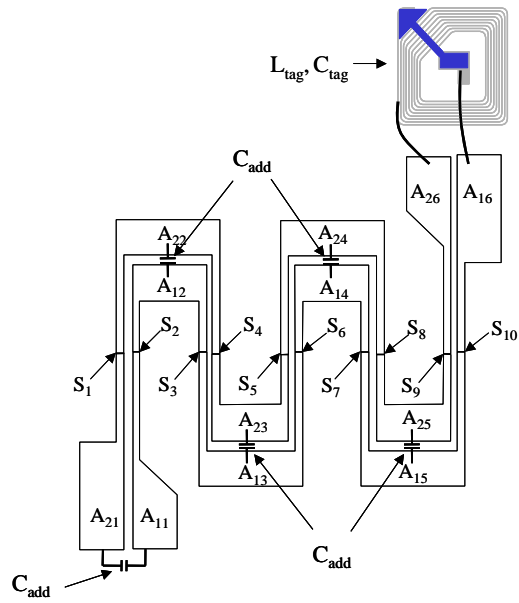 L_tag, C_tag
C_add
A_26
A_16
A_22
A_24
A_12
A_14
S_2
S_4
S_6
S_8
S_10
S_1
S_3
S_5
S_7
S_9
A_23
A_25
A_13
A_15
A_21
A_11
C_add
C_add